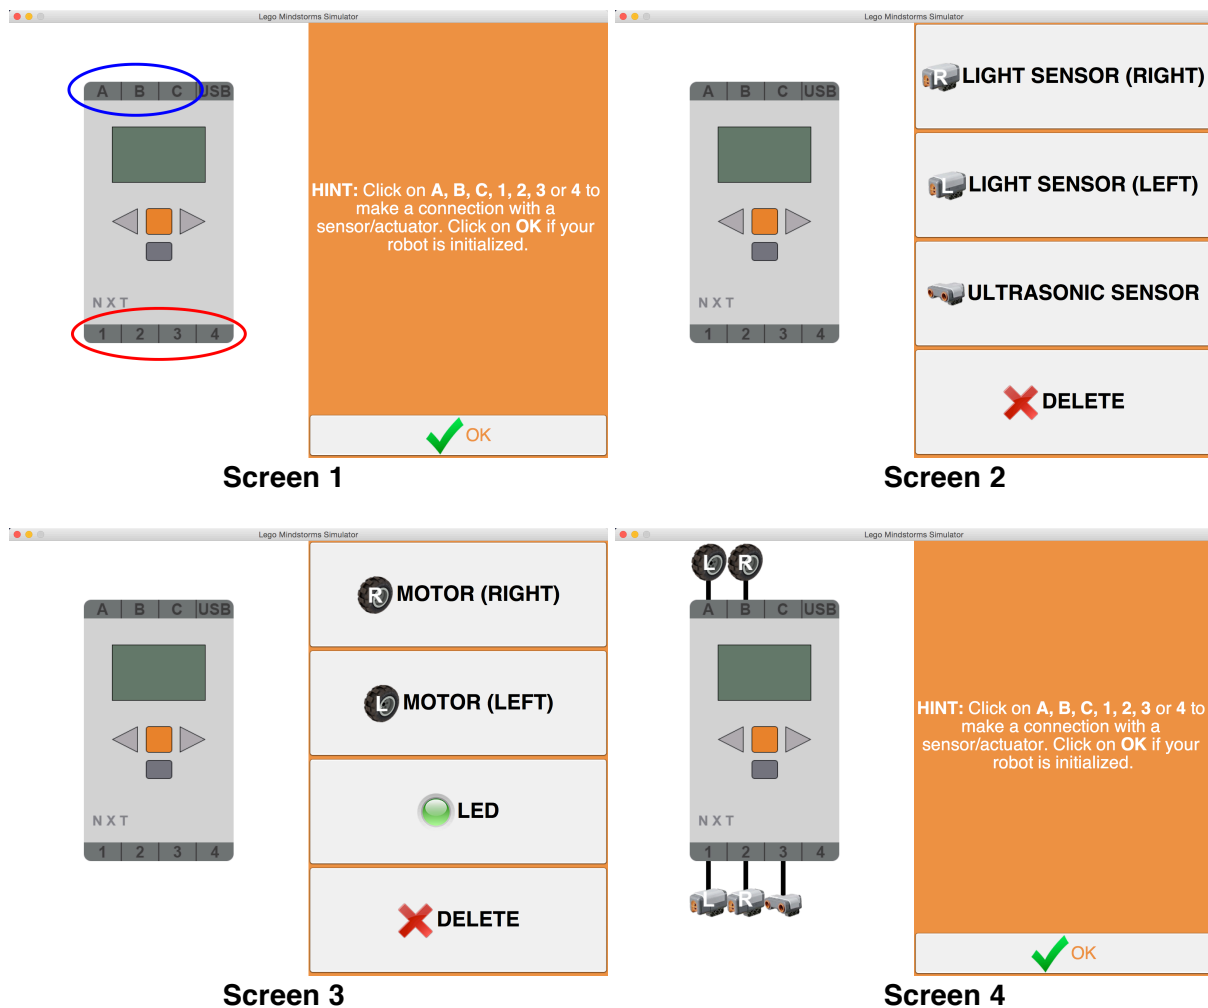 Lego Mindstorms Simulator
A B C USB
HINT: Click on A, B, C, 1, 2, 3 or 4 to
make a connection with a
sensor/actuator. Click on OK if your
robot is initialized.
N X T
1 2 3 4
OK
Screen 1
Lego Mindstorms Simulator
A B C USB
R LIGHT SENSOR (RIGHT)
L LIGHT SENSOR (LEFT)
ULTRASONIC SENSOR
N X T
1 2 3 4
DELETE
Screen 2
Lego Mindstorms Simulator
A B C USB
R MOTOR (RIGHT)
L MOTOR (LEFT)
LED
N X T
1 2 3 4
DELETE
Screen 3
Lego Mindstorms Simulator
L R
A B C USB
HINT: Click on A, B, C, 1, 2, 3 or 4 to
make a connection with a
sensor/actuator. Click on OK if your
robot is initialized.
N X T
1 2 3 4
L R
OK
Screen 4